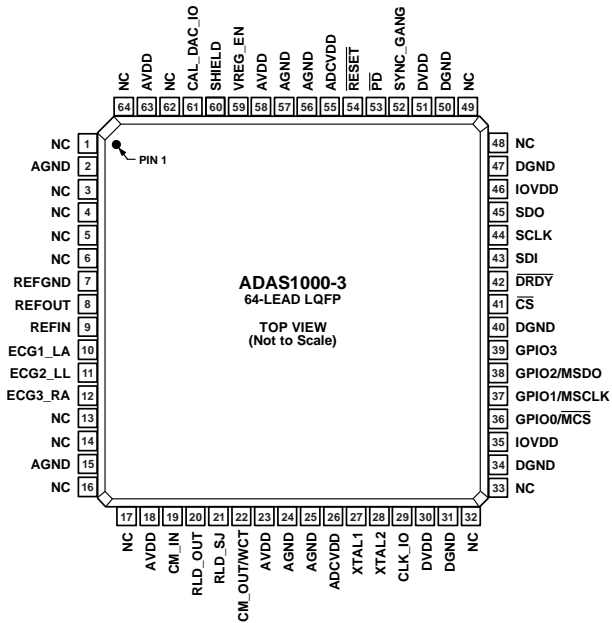 NC
AVDD
NC
CAL_DAC_IO
SHIELD
VREG_EN
AVDD
AGND
AGND
ADCVDD
RESET
PD
SYNC_GANG
DVDD
DGND
NC
64 63 62 61 60 59 58 57 56 55 54 53 52 51 50 49
PIN 1
NC 1
AGND 2
NC 3
NC 4
NC 5
NC 6
REFGND 7
REFOUT 8
REFIN 9
ECG1_LA 10
ECG2_LL 11
ECG3_RA 12
NC 13
NC 14
AGND 15
NC 16
ADAS1000-3
64-LEAD LQFP
TOP VIEW
(Not to Scale)
48 NC
47 DGND
46 IOVDD
45 SDO
44 SCLK
43 SDI
42 DRDY
41 CS
40 DGND
39 GPIO3
38 GPIO2/MSDO
37 GPIO1/MSCLK
36 GPIO0/MCS
35 IOVDD
34 DGND
33 NC
17 18 19 20 21 22 23 24 25 26 27 28 29 30 31 32
NC
AVDD
CM_IN
RLD_OUT
RLD_SJ
CM_OUT/WCT
AVDD
AGND
AGND
ADCVDD
XTAL1
XTAL2
CLK_IO
DVDD
DGND
NC